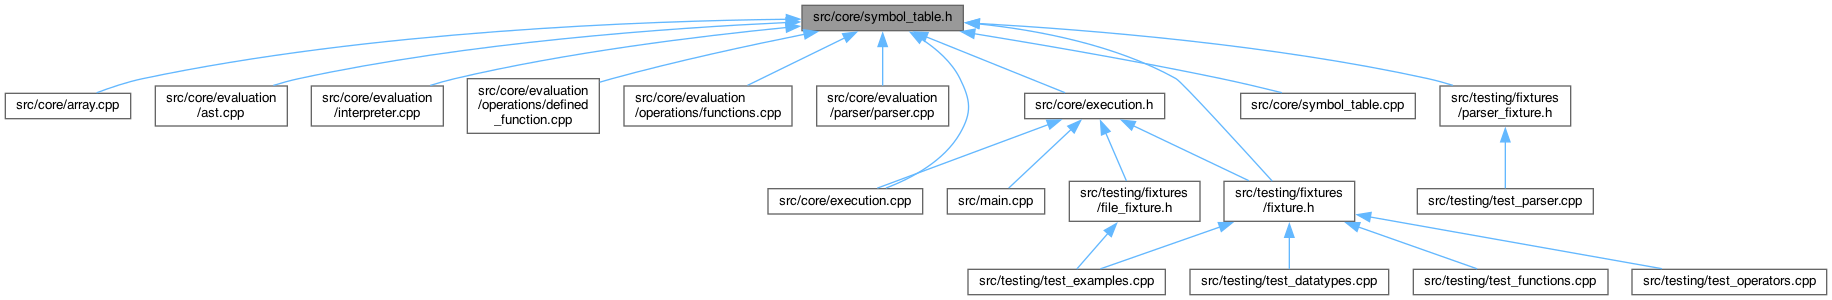 src/core/symbol_table.h
src/core/array.cpp
src/core/evaluation
/ast.cpp
src/core/evaluation
/interpreter.cpp
src/core/evaluation
/operations/defined
_function.cpp
src/core/evaluation
/operations/functions.cpp
src/core/evaluation
/parser/parser.cpp
src/core/execution.h
src/core/symbol_table.cpp
src/testing/fixtures
/parser_fixture.h
src/core/execution.cpp
src/main.cpp
src/testing/fixtures
/file_fixture.h
src/testing/fixtures
/fixture.h
src/testing/test_parser.cpp
src/testing/test_examples.cpp
src/testing/test_datatypes.cpp
src/testing/test_functions.cpp
src/testing/test_operators.cpp